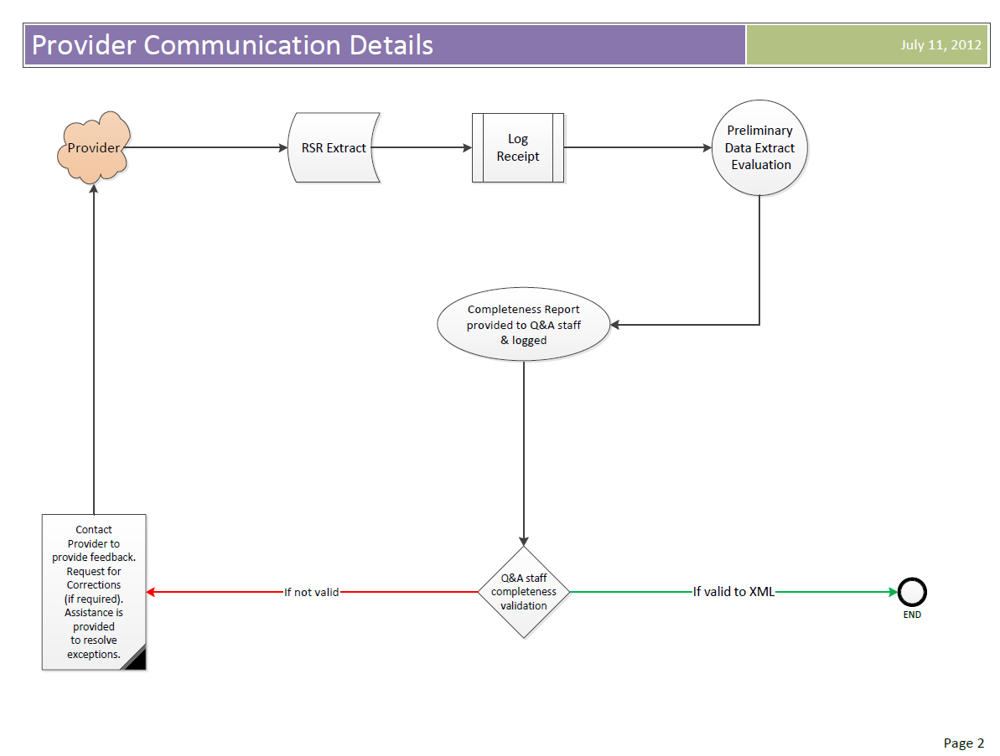 Provider Communication Details
July 11, 2012
Provider
RSR Extract
Log
Receipt
Preliminary
Data Extract
Evaluation
Completeness Report
provided to Q&A staff
& logged
Contact
Provider to
provide feedback.
Request for
Corrections
(if required).
Assistance is
provided
to resolve
exceptions.
If not valid
Q&A staff
completeness
validation
If valid to XML
END
Page 2